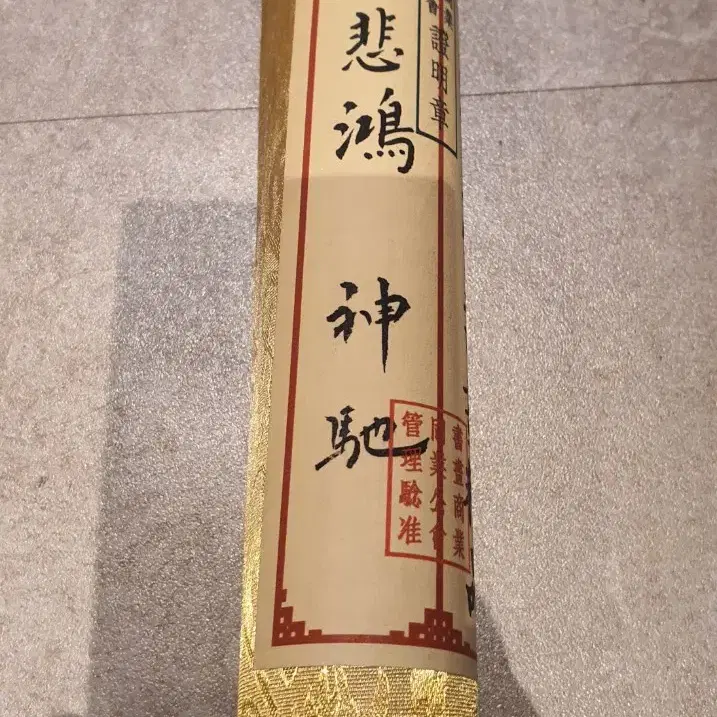 悲鴻 神馳
證明章
書畫商業
同業公會
管理驗准